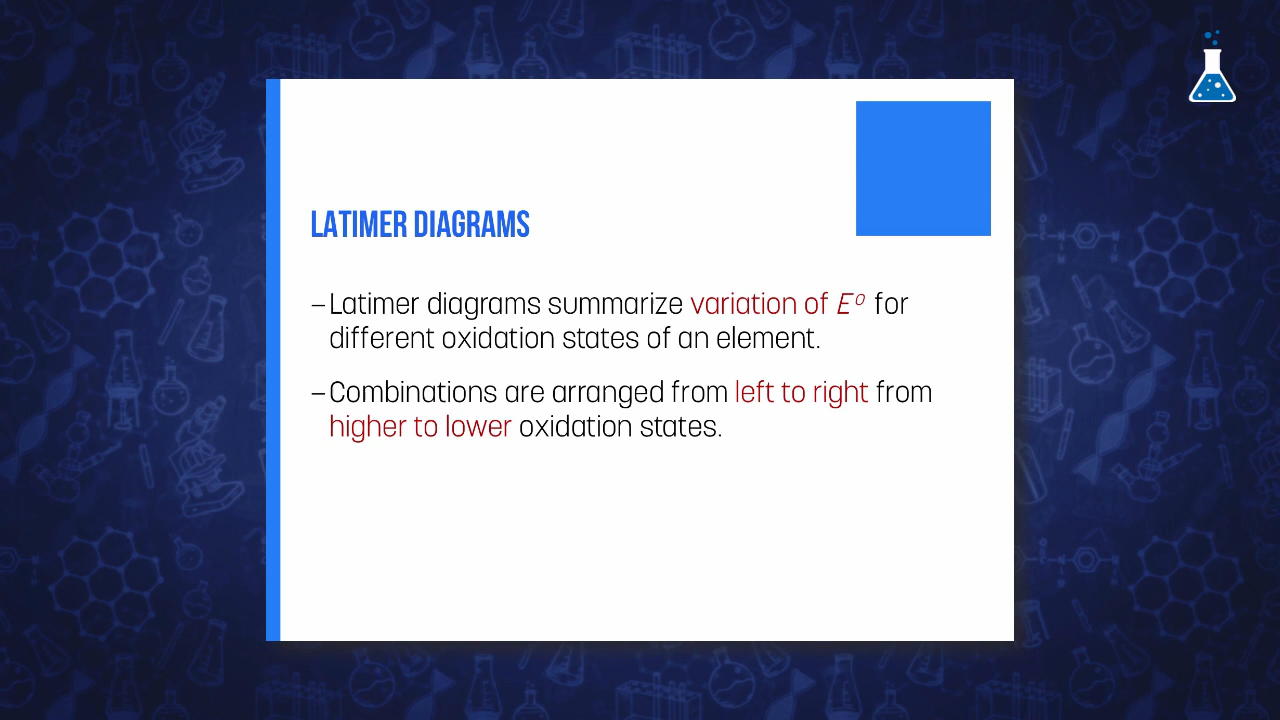 LATIMER DIAGRAMS
–Latimer diagrams summarize variation of E° for
different oxidation states of an element.
–Combinations are arranged from left to right from
higher to lower oxidation states.